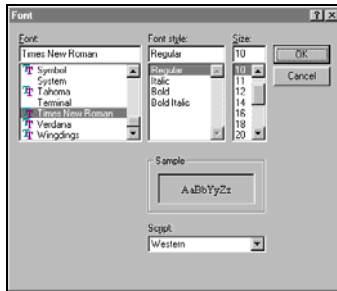 Font
Font: Font style: Size:
Times New Roman Regular 10 OK
Symbol Regular 10 Cancel
System Italic 11
Tahoma Bold 12
Terminal Bold Italic 14
Times New Roman 16
Verdana 18
Wingdings 20
Sample
AaBbYyZz
Script:
Western